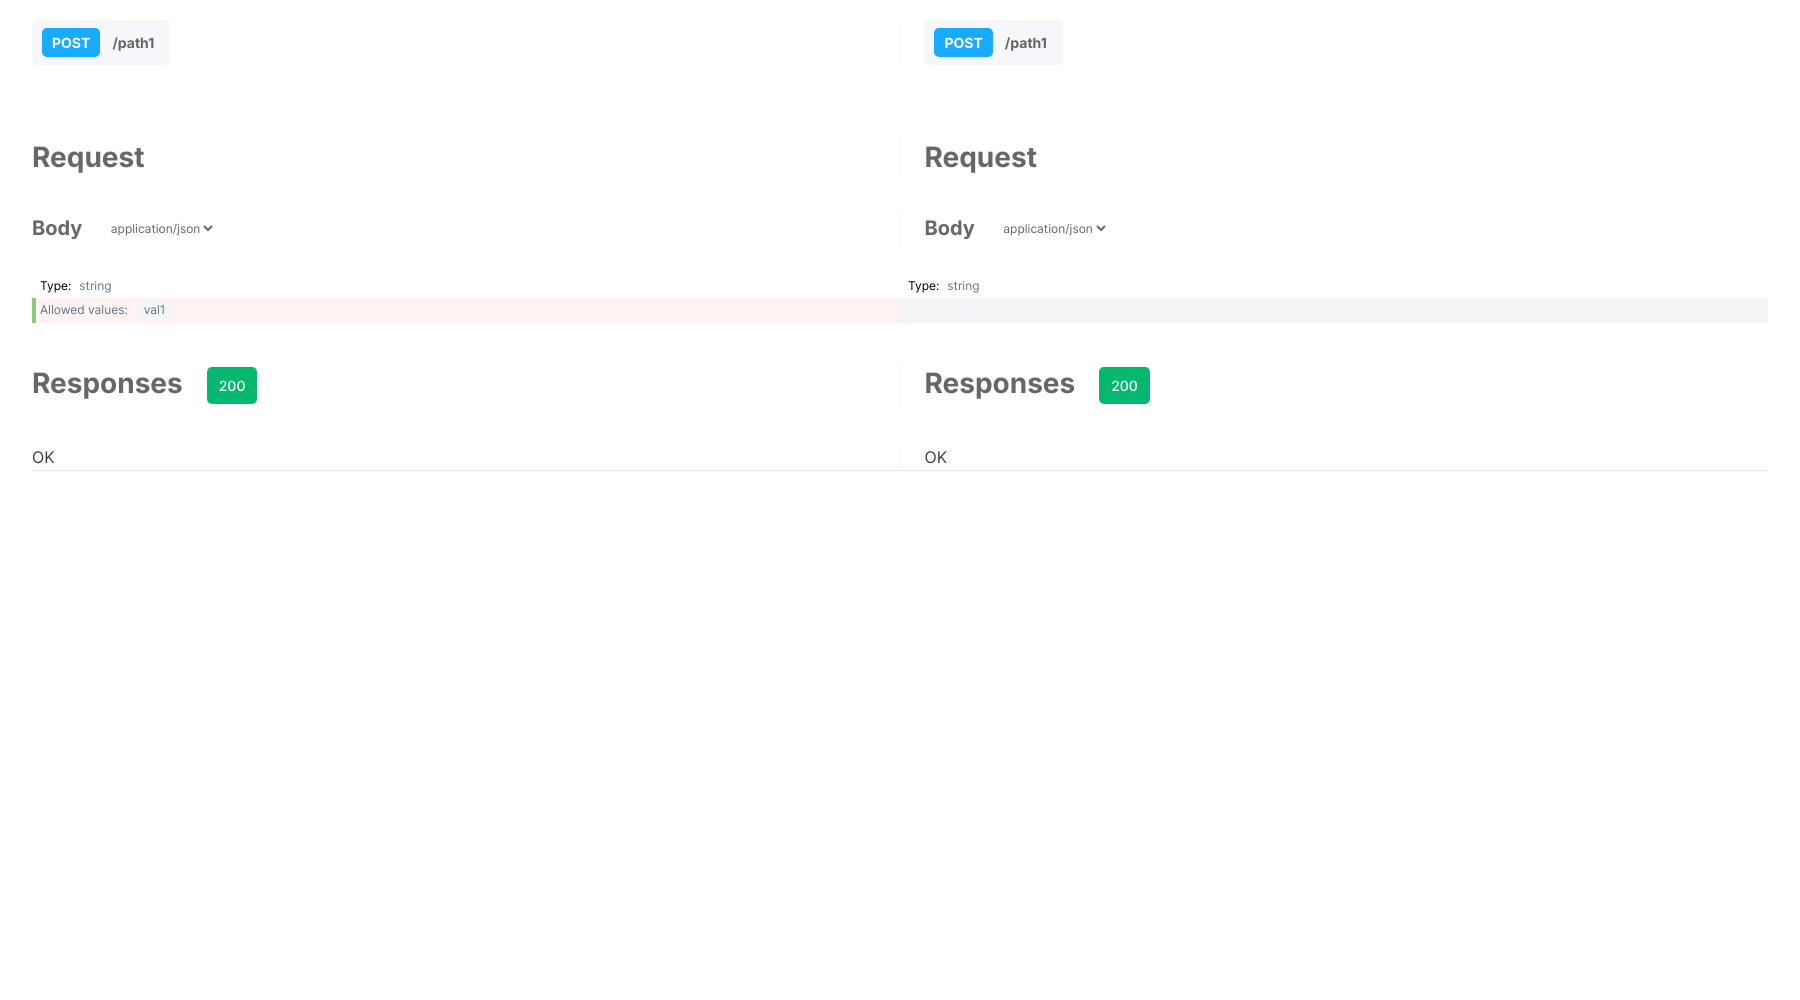 POST /path1 POST /path1
Request Request
Body application/json Body application/json
Type: string Type: string
Allowed values: val1
Responses 200 Responses 200
OK OK